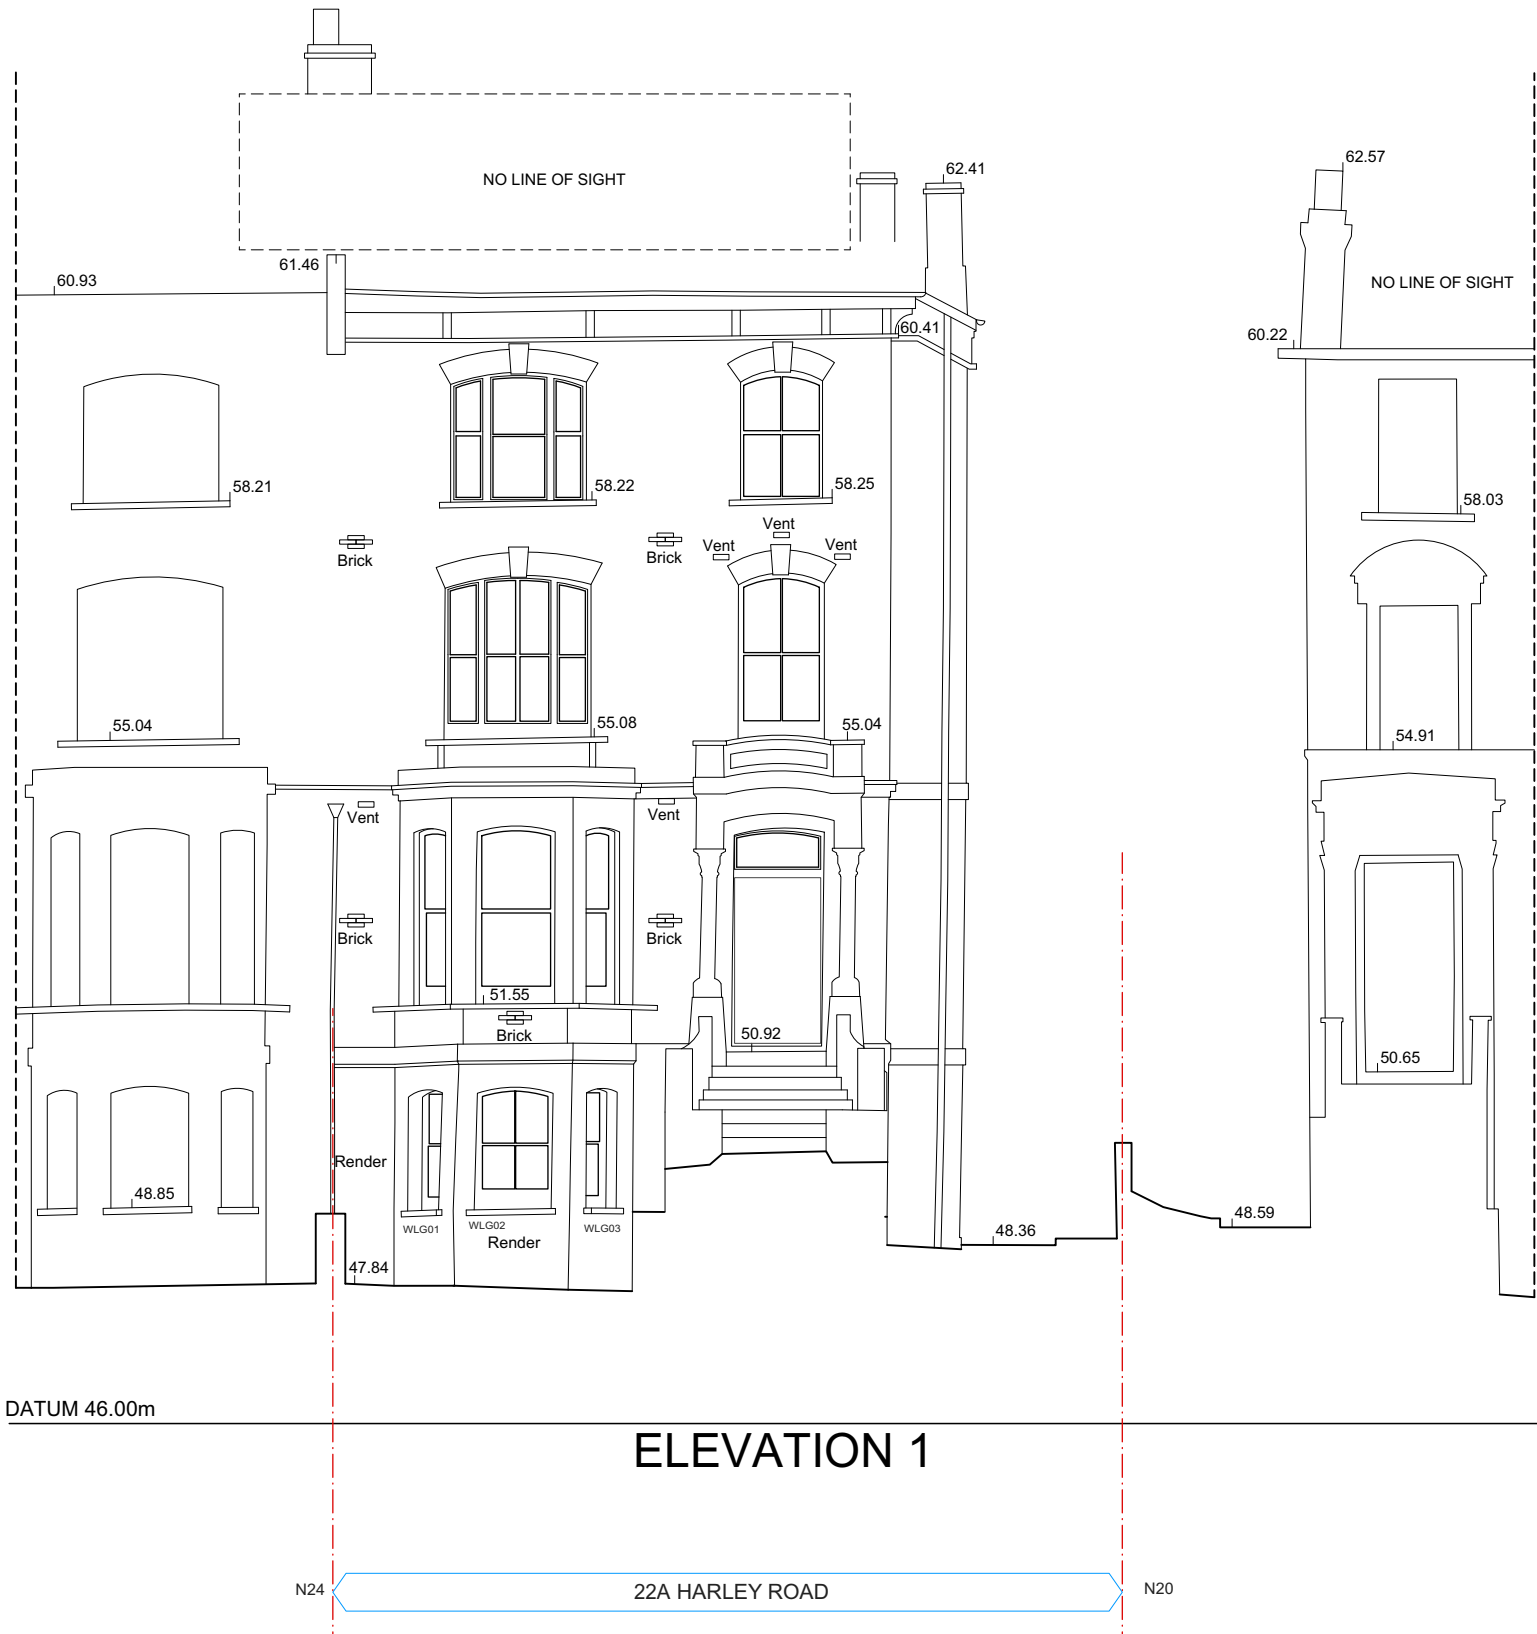 NO LINE OF SIGHT
62.57
62.41
61.46
60.93
NO LINE OF SIGHT
60.41
60.22
58.21
58.22
58.25
58.03
Vent
Vent
Vent
Brick
Brick
55.04
55.08
55.04
54.91
Vent
Vent
Brick
Brick
51.55
Brick
50.92
50.65
Render
48.85
WLG01
WLG02
WLG03
Render
48.36
48.59
47.84
DATUM 46.00m
ELEVATION 1
N24
22A HARLEY ROAD
N20